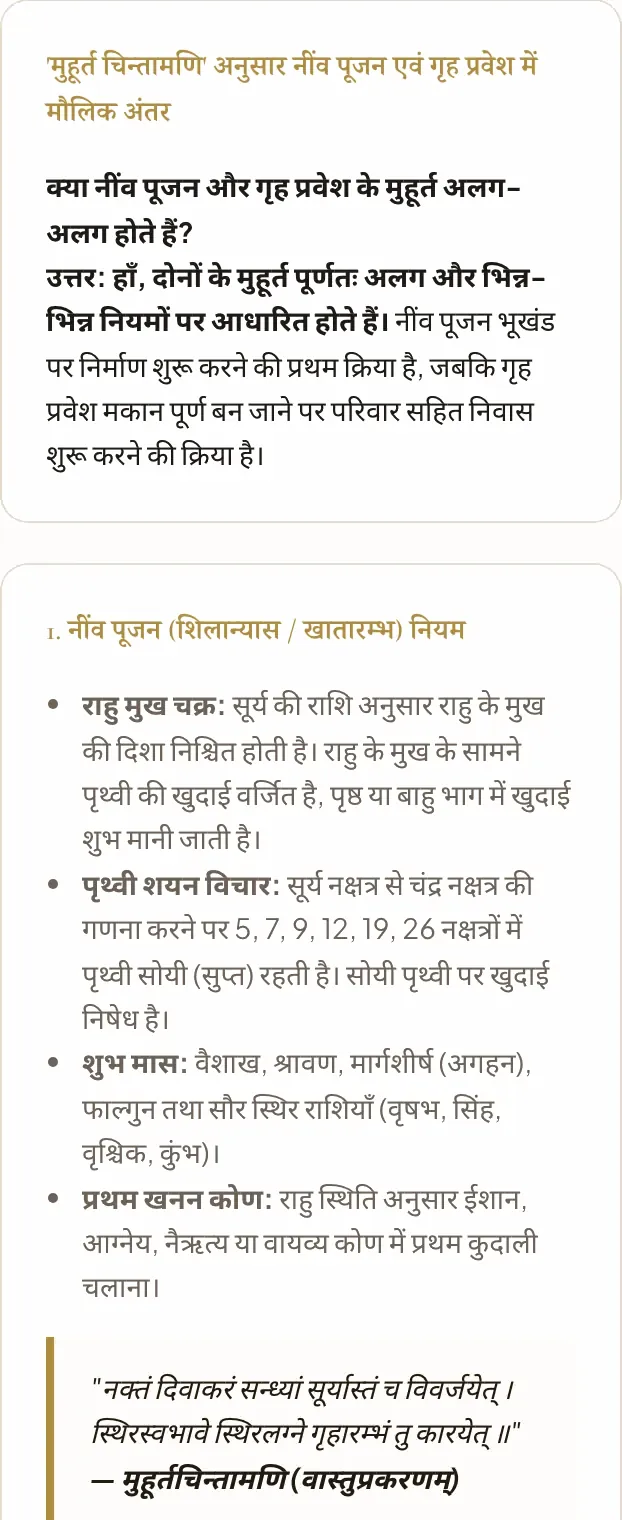 'मुहूर्त चिन्तामणि' अनुसार नींव पूजन एवं गृह प्रवेश में
मौलिक अंतर
क्या नींव पूजन और गृह प्रवेश के मुहूर्त अलग-
अलग होते हैं?
उत्तर: हाँ, दोनों के मुहूर्त पूर्णतः अलग और भिन्न-
भिन्न नियमों पर आधारित होते हैं। नींव पूजन भूखंड
पर निर्माण शुरू करने की प्रथम क्रिया है, जबकि गृह
प्रवेश मकान पूर्ण बन जाने पर परिवार सहित निवास
शुरू करने की क्रिया है।
1. नींव पूजन (शिलान्यास / खातारम्भ) नियम
• राहु मुख चक्र: सूर्य की राशि अनुसार राहु के मुख
की दिशा निश्चित होती है। राहु के मुख के सामने
पृथ्वी की खुदाई वर्जित है, पृष्ठ या बाहु भाग में खुदाई
शुभ मानी जाती है।
• पृथ्वी शयन विचार: सूर्य नक्षत्र से चंद्र नक्षत्र की
गणना करने पर 5, 7, 9, 12, 19, 26 नक्षत्रों में
पृथ्वी सोयी (सुप्त) रहती है। सोयी पृथ्वी पर खुदाई
निषेध है।
• शुभ मास: वैशाख, श्रावण, मार्गशीर्ष (अगहन),
फाल्गुन तथा सौर स्थिर राशियाँ (वृषभ, सिंह,
वृश्चिक, कुंभ)।
• प्रथम खनन कोण: राहु स्थिति अनुसार ईशान,
आग्नेय, नैऋत्य या वायव्य कोण में प्रथम कुदाली
चलाना।
"नक्तं दिवाकरं सन्ध्यां सूर्यास्तं च विवर्जयेत् ।
स्थिरस्वभावे स्थिरलग्ने गृहारम्भं तु कारयेत् ॥"
— मुहूर्तचिन्तामणि (वास्तुप्रकरणम्)